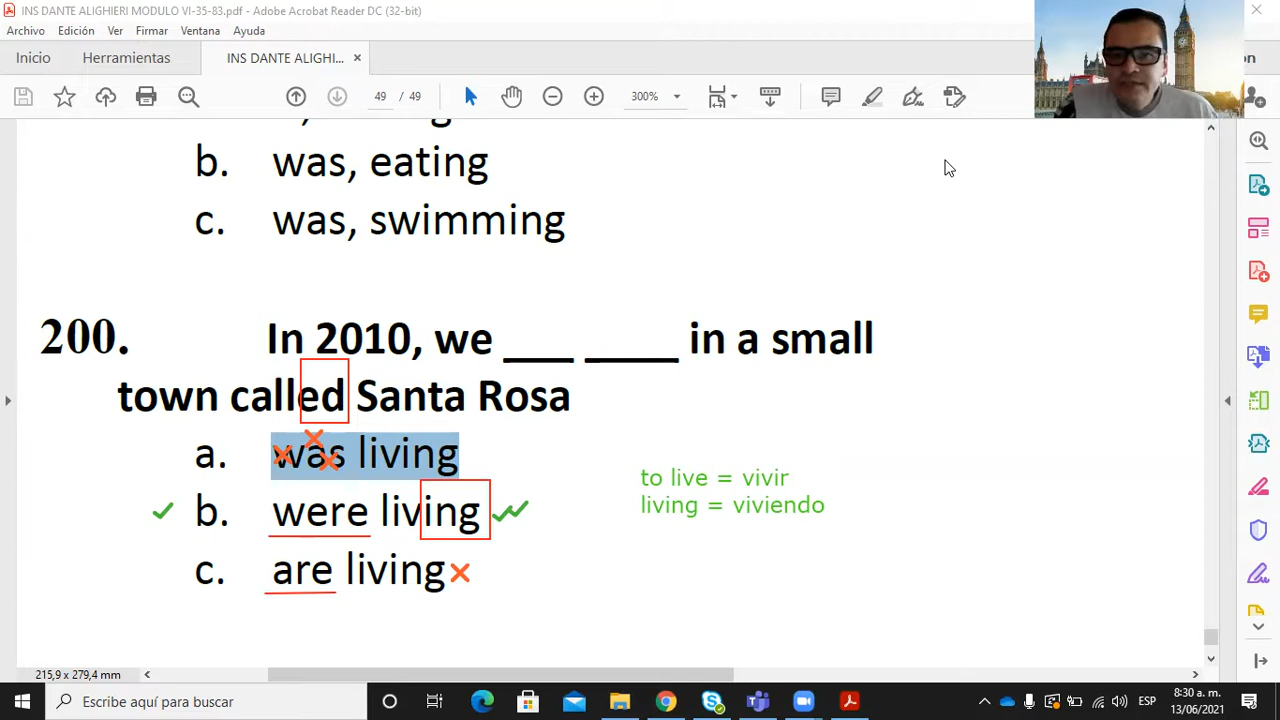 INS DANTE ALIGHIERI MODULO VI-35-83.pdf - Adobe Acrobat Reader DC (32-bit)
Archivo Edición Ver Firmar Ventana Ayuda
Inicio Herramientas INS DANTE ALIGHI... ×
49 / 49 300%
b. was, eating
c. was, swimming
200. In 2010, we ___ ____ in a small
town called Santa Rosa
a. was living
b. were living
c. are living
to live = vivir
living = viviendo
215,9 x 279,4 mm
Escribe aquí para buscar
ESP
8:30 a. m.
13/06/2021